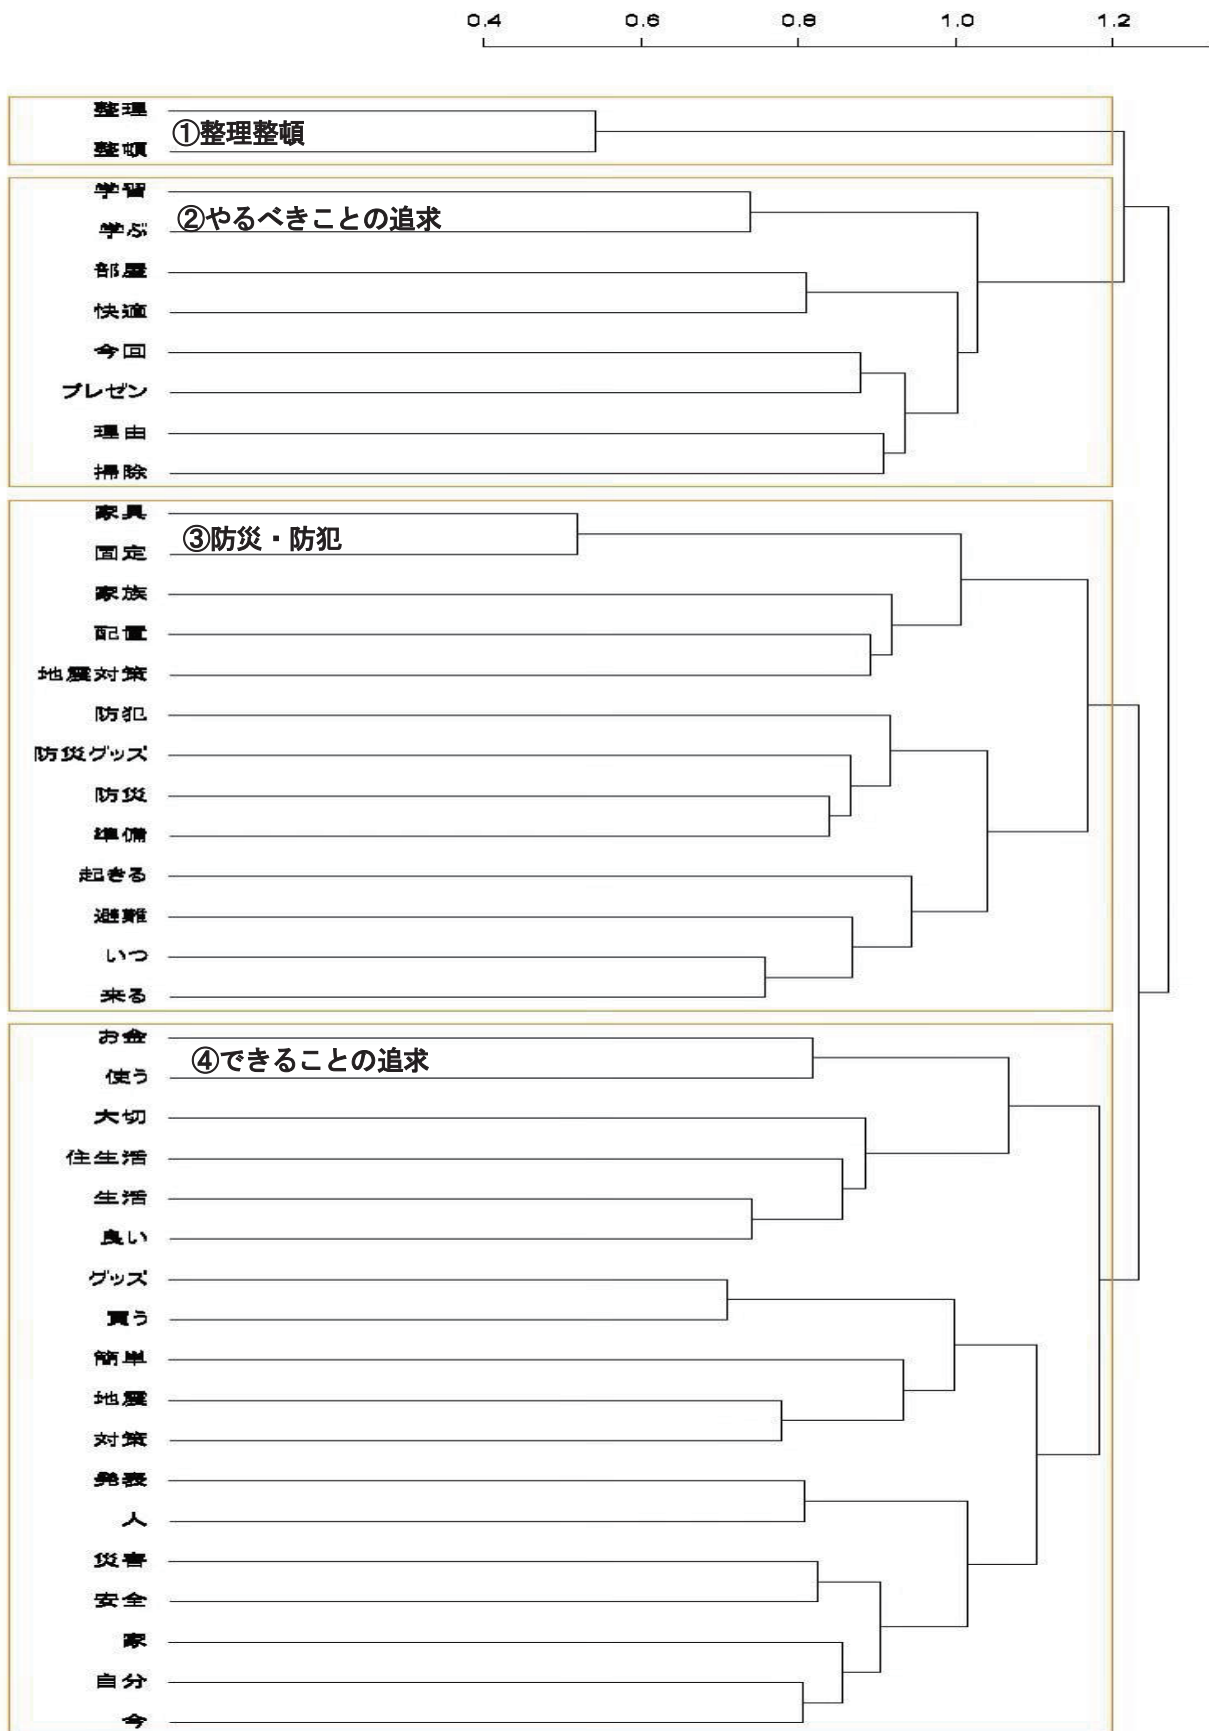 0.4 0.6 0.8 1.0 1.2
整理
①整理整頓
整頓
学習
②やるべきことの追求
学ぶ
部屋
快適
今回
プレゼン
理由
掃除
家具
③防災・防犯
固定
家族
配置
地震対策
防犯
防災グッズ
防災
準備
起きる
避難
いつ
来る
お金
④できることの追求
使う
大切
住生活
生活
良い
グッズ
買う
簡単
地震
対策
発表
人
災害
安全
家
自分
今